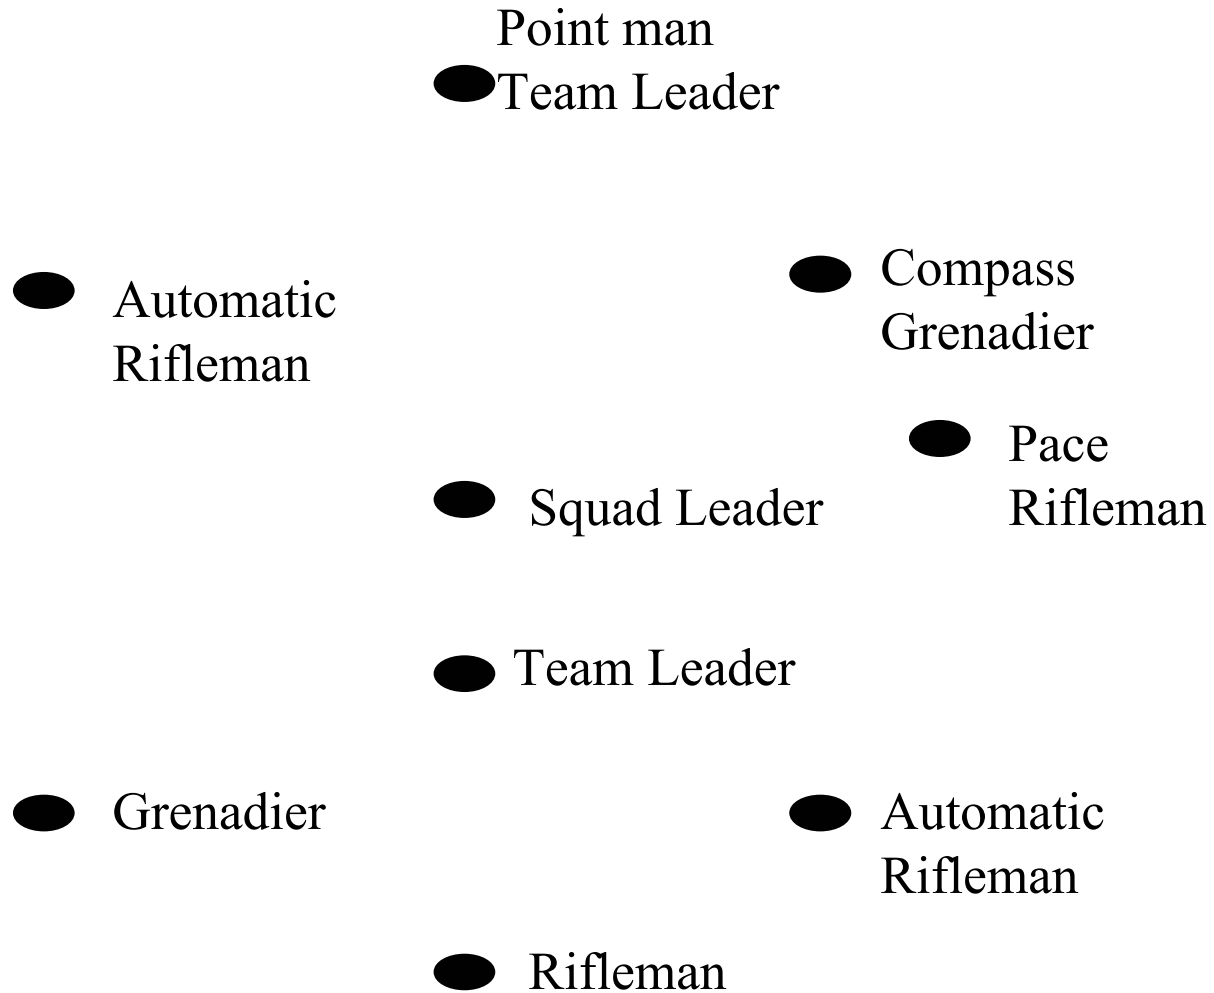 Point man
Team Leader
Automatic
Rifleman
Compass
Grenadier
Pace
Rifleman
Squad Leader
Team Leader
Grenadier
Automatic
Rifleman
Rifleman